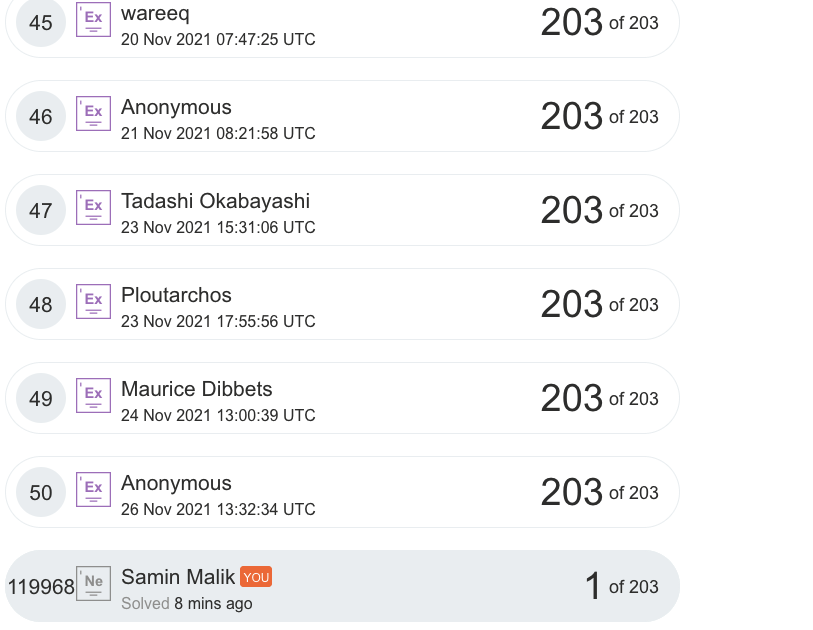 45 Ex wareeq 203 of 203
20 Nov 2021 07:47:25 UTC
46 Ex Anonymous 203 of 203
21 Nov 2021 08:21:58 UTC
47 Ex Tadashi Okabayashi 203 of 203
23 Nov 2021 15:31:06 UTC
48 Ex Ploutarchos 203 of 203
23 Nov 2021 17:55:56 UTC
49 Ex Maurice Dibbets 203 of 203
24 Nov 2021 13:00:39 UTC
50 Ex Anonymous 203 of 203
26 Nov 2021 13:32:34 UTC
119968 Ne Samin Malik YOU 1 of 203
Solved 8 mins ago